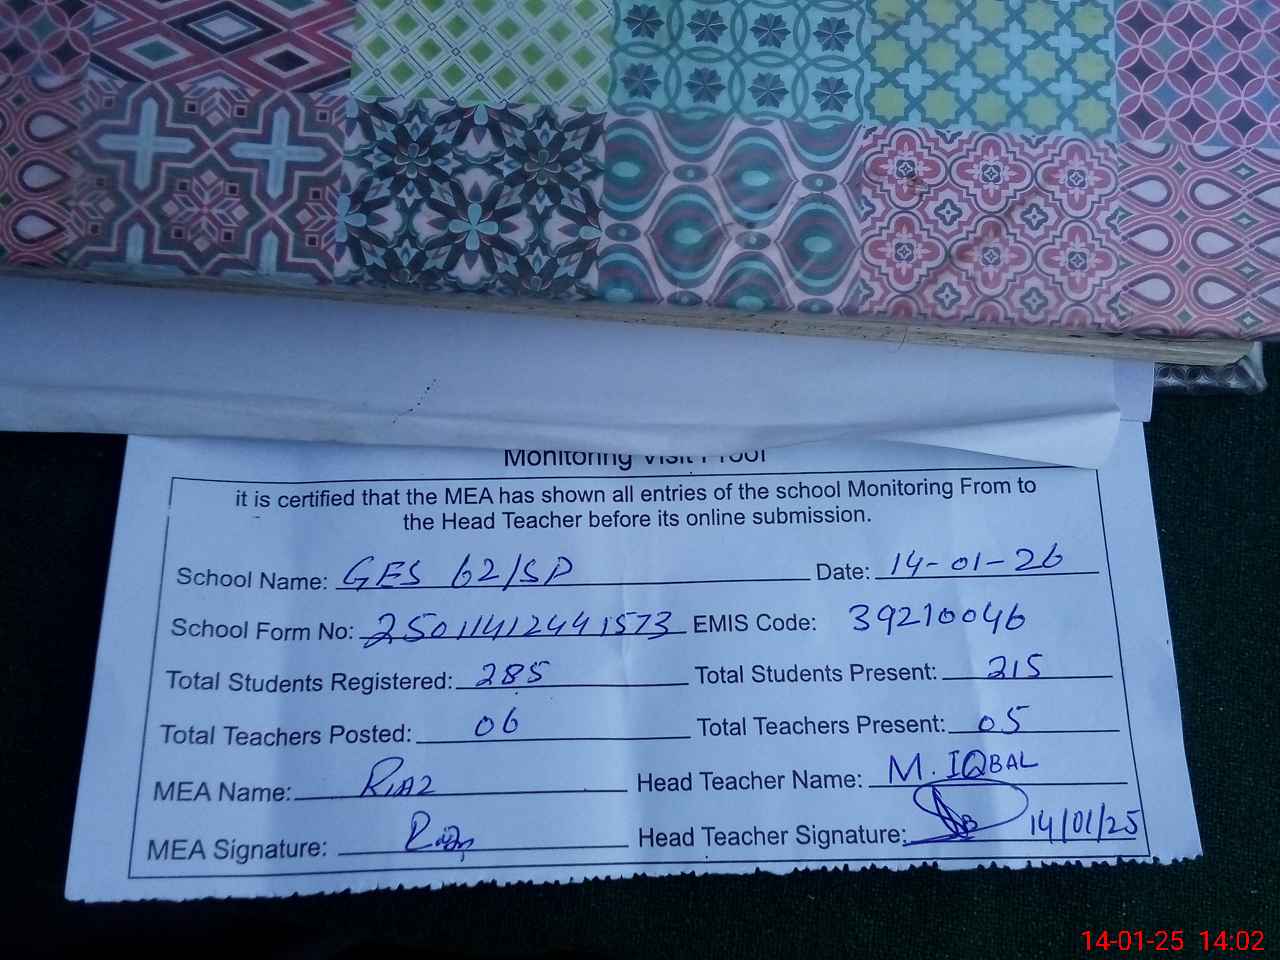 Monitoring Visit Proof
it is certified that the MEA has shown all entries of the school Monitoring From to
the Head Teacher before its online submission.
School Name: GES 62/SP Date: 14-01-26
School Form No: 25011412441573 EMIS Code: 39210046
Total Students Registered: 285 Total Students Present: 215
Total Teachers Posted: 06 Total Teachers Present: 05
MEA Name: RIAZ Head Teacher Name: M. IQBAL
MEA Signature: Head Teacher Signature: 14/01/25
14-01-25 14:02